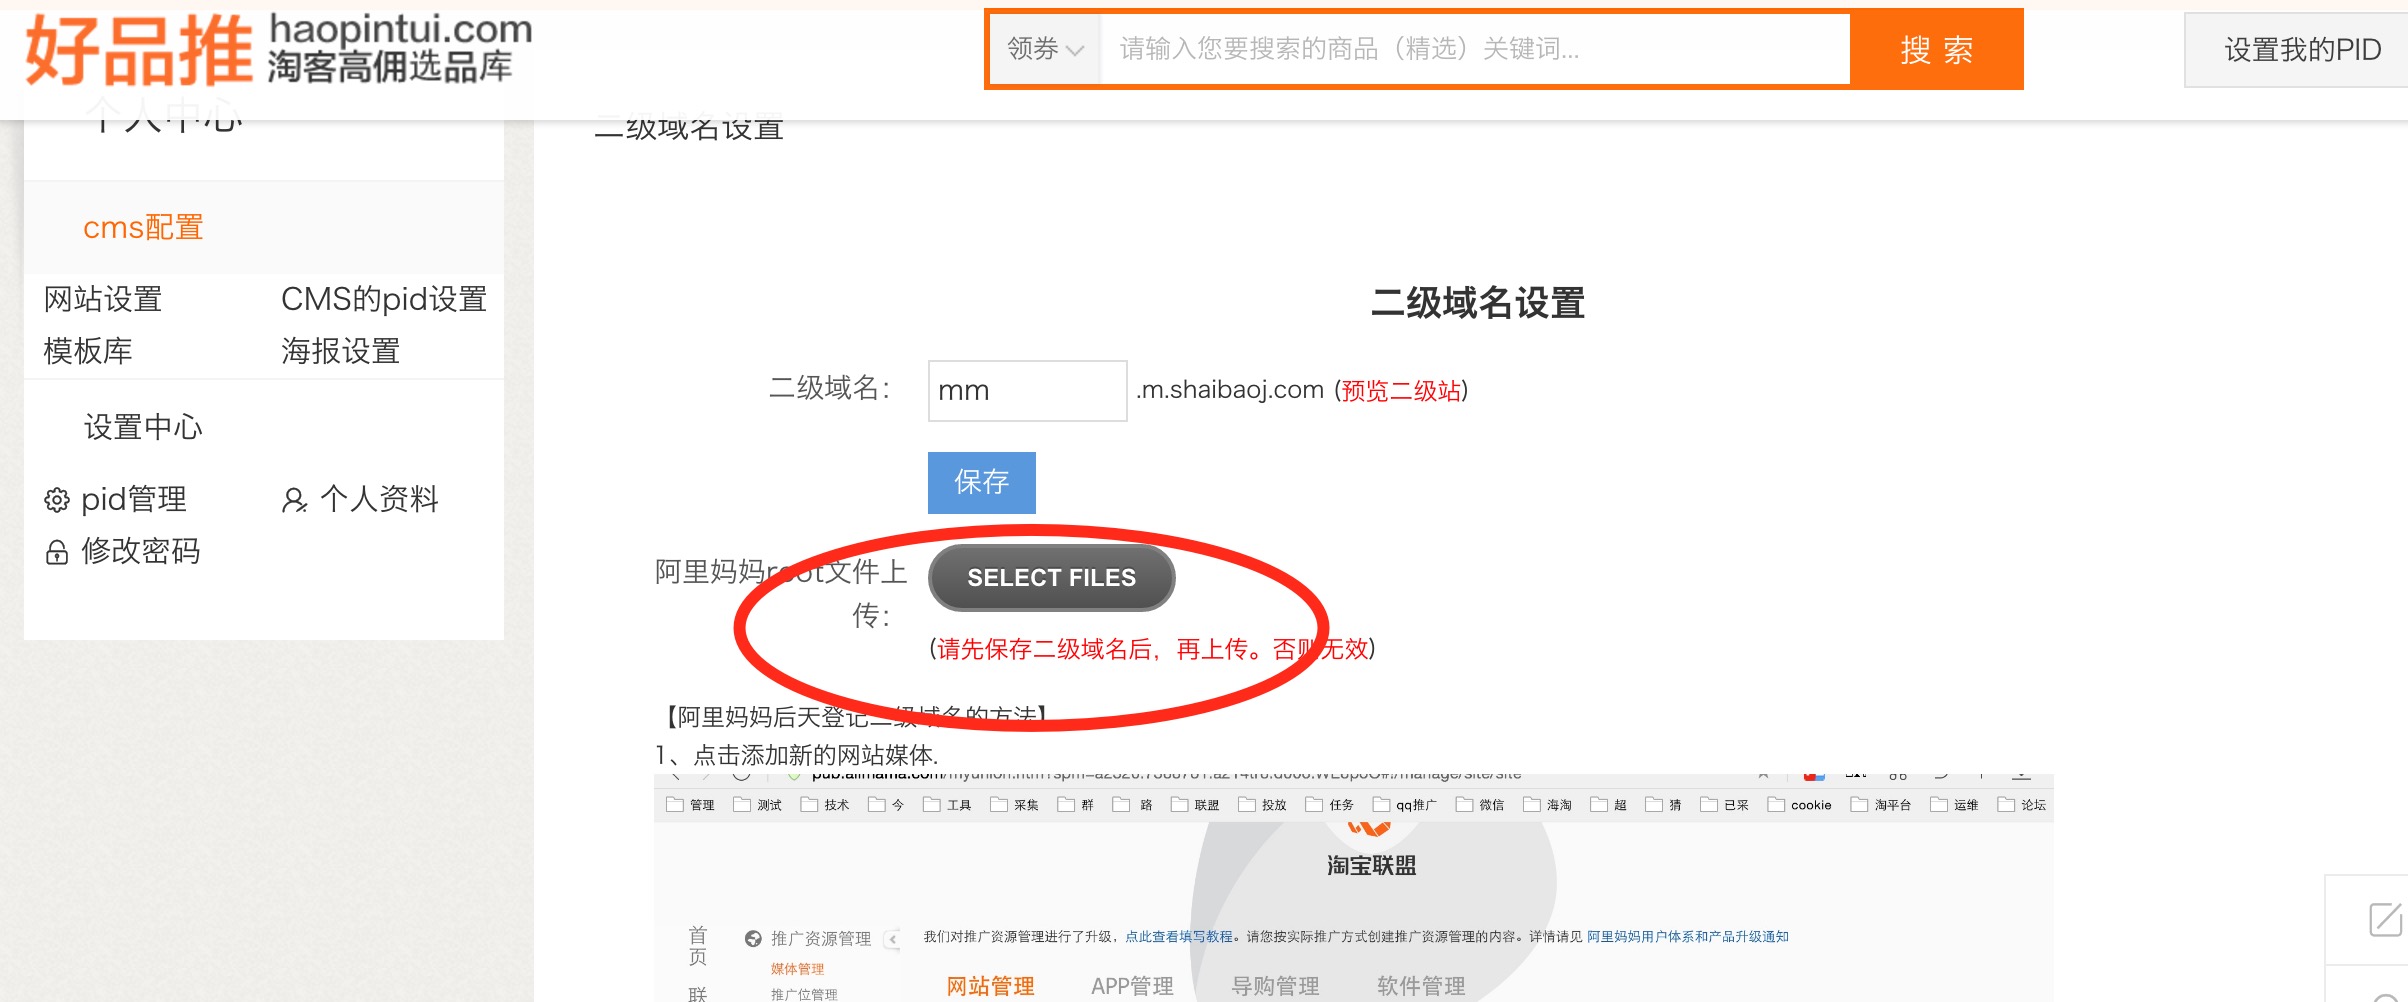 好品推
haopintui.com
淘客高佣选品库
领券
请输入您要搜索的商品（精选）关键词...
搜 索
设置我的PID
个人中心
cms配置
网站设置
CMS的pid设置
模板库
海报设置
设置中心
pid管理
个人资料
修改密码
二级域名设置
二级域名设置
二级域名：
mm
.m.shaibaoj.com (预览二级站)
保存
阿里妈妈root文件上
传：
SELECT FILES
(请先保存二级域名后，再上传。否则无效)
【阿里妈妈后天登记二级域名的方法】
1、点击添加新的网站媒体.
管理 测试 技术 今 工具 采集 群 路 联盟 投放 任务 qq推广 微信 海淘 超 猜 已采 cookie 淘平台 运维 论坛
淘宝联盟
首页
联
推广资源管理
媒体管理
推广位管理
我们对推广资源管理进行了升级，点此查看填写教程。请您按实际推广方式创建推广资源管理的内容。详情请见 阿里妈妈用户体系和产品升级通知
网站管理 APP管理 导购管理 软件管理